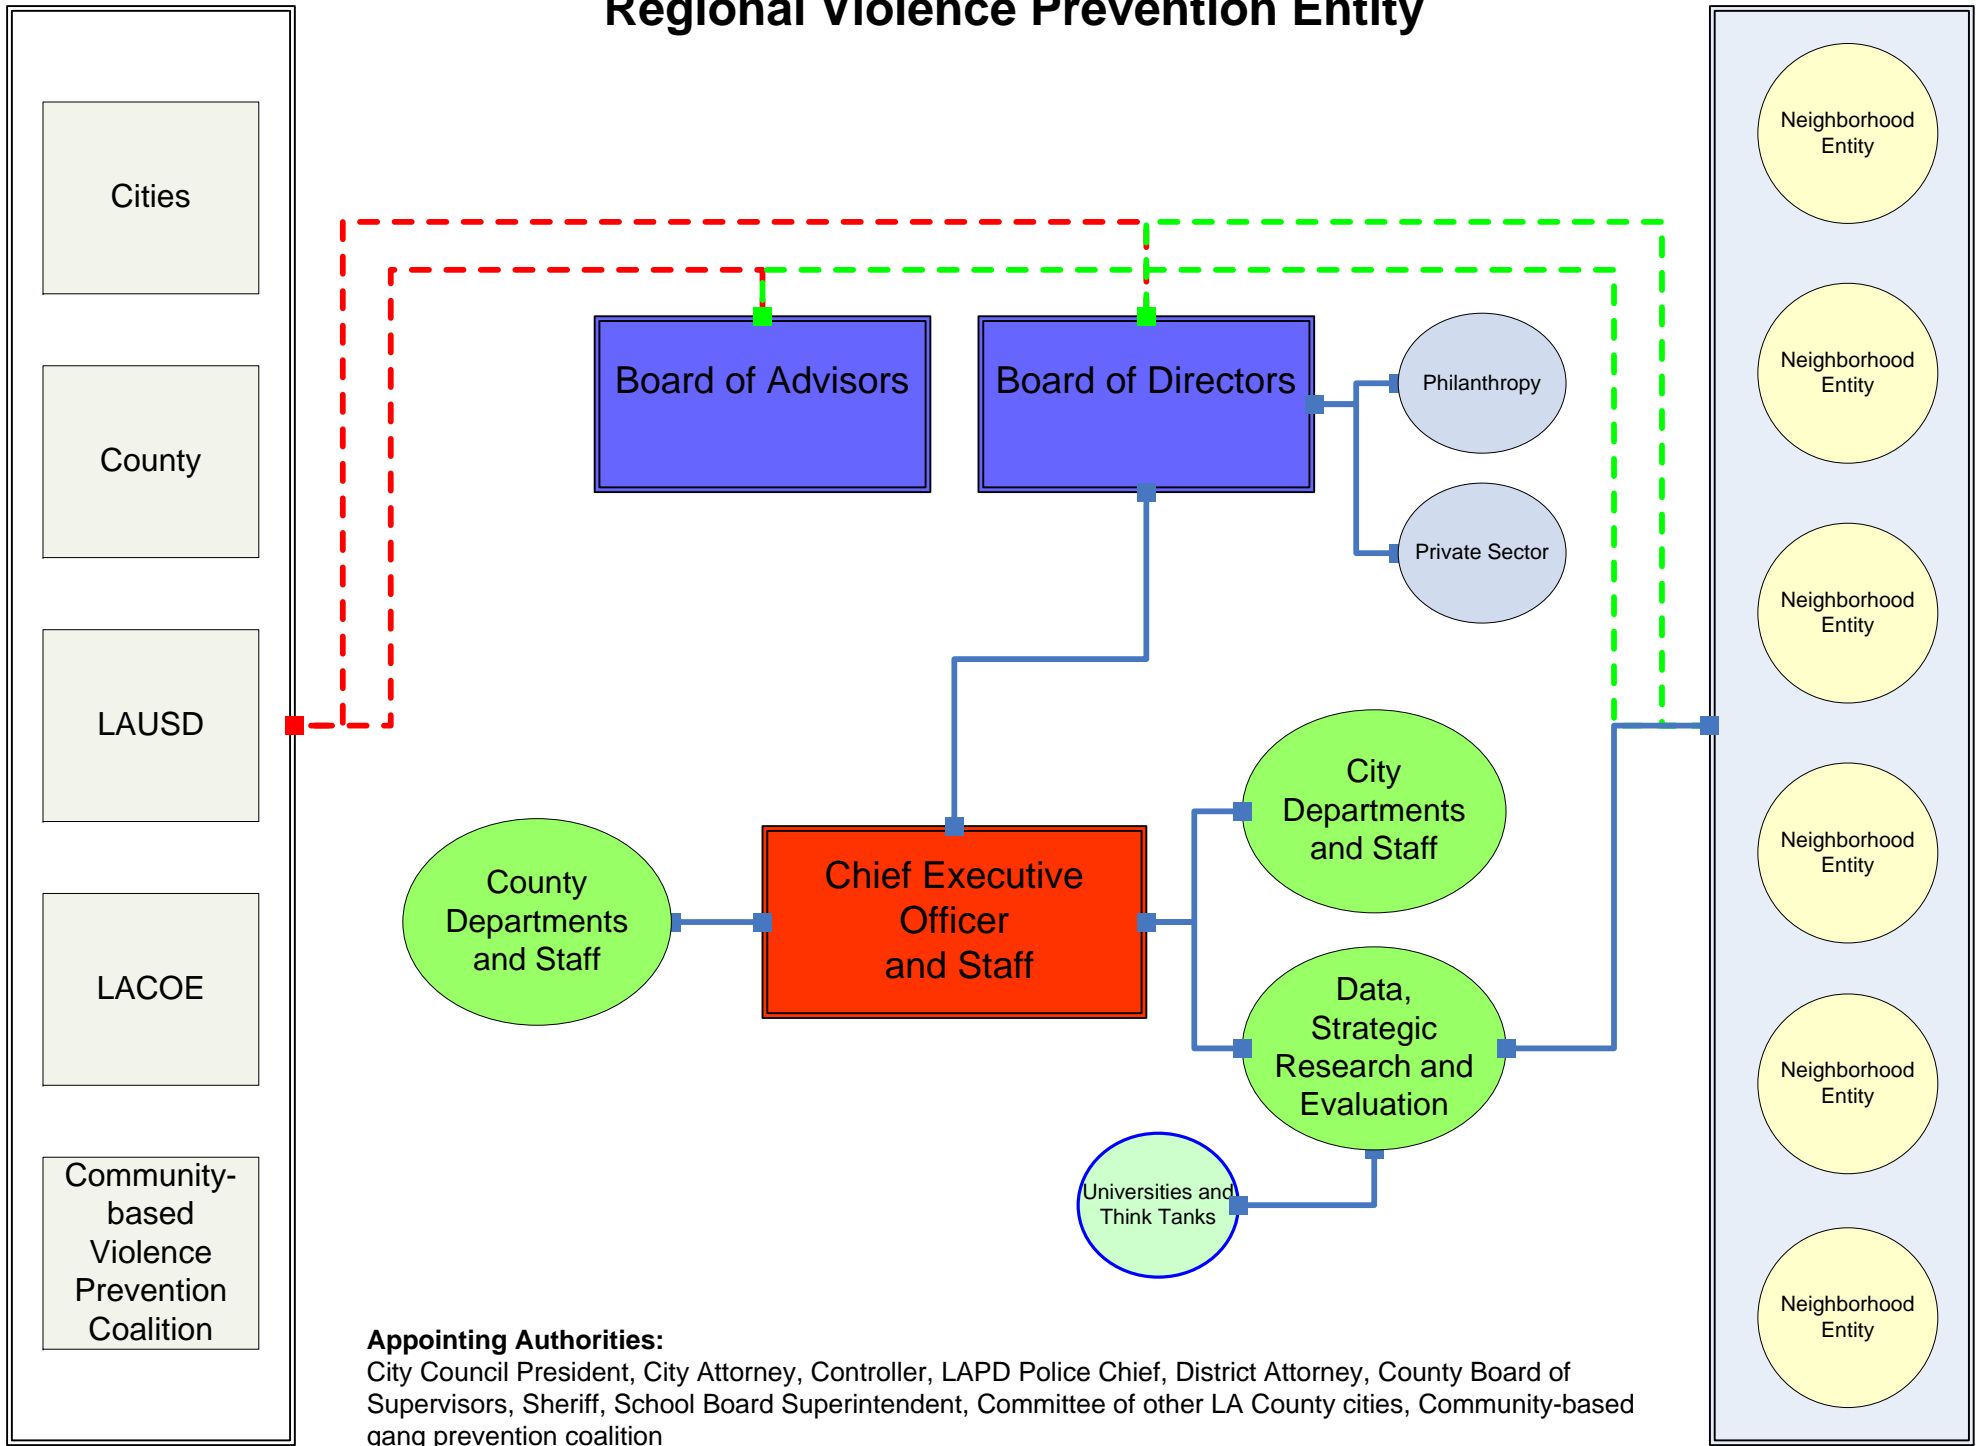 Regional Violence Prevention Entity
Cities
County
LAUSD
LACOE
Community-
based
Violence
Prevention
Coalition
Board of Advisors
Board of Directors
Philanthropy
Private Sector
Chief Executive
Officer
and Staff
County
Departments
and Staff
City
Departments
and Staff
Data,
Strategic
Research and
Evaluation
Universities and
Think Tanks
Neighborhood
Entity
Neighborhood
Entity
Neighborhood
Entity
Neighborhood
Entity
Neighborhood
Entity
Neighborhood
Entity
Appointing Authorities:
City Council President, City Attorney, Controller, LAPD Police Chief, District Attorney, County Board of
Supervisors, Sheriff, School Board Superintendent, Committee of other LA County cities, Community-based
gang prevention coalition